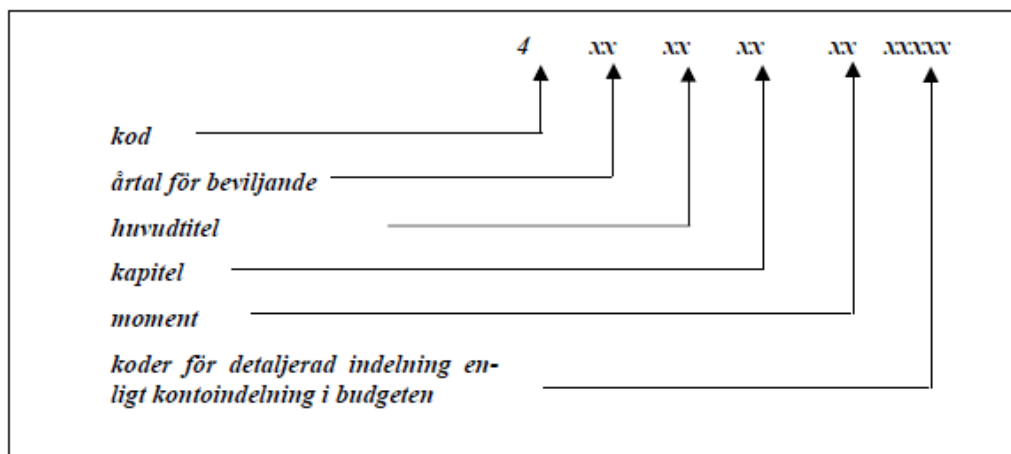 4 xx xx xx xx xxxxx
kod
årtal för beviljande
huvudtitel
kapitel
moment
koder för detaljerad indelning en-
ligt kontoindelning i budgeten